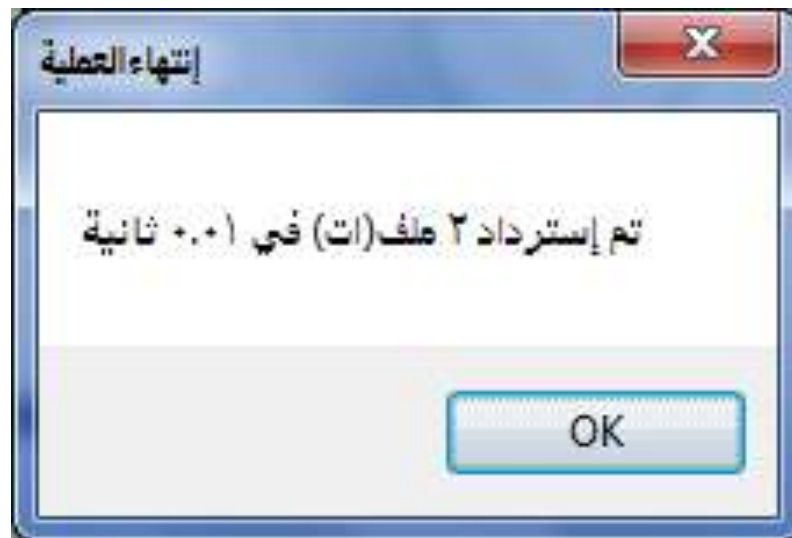 إنتهاء العملية
تم إسترداد ٢ ملف(ات) في ٠.٠١ ثانية
OK